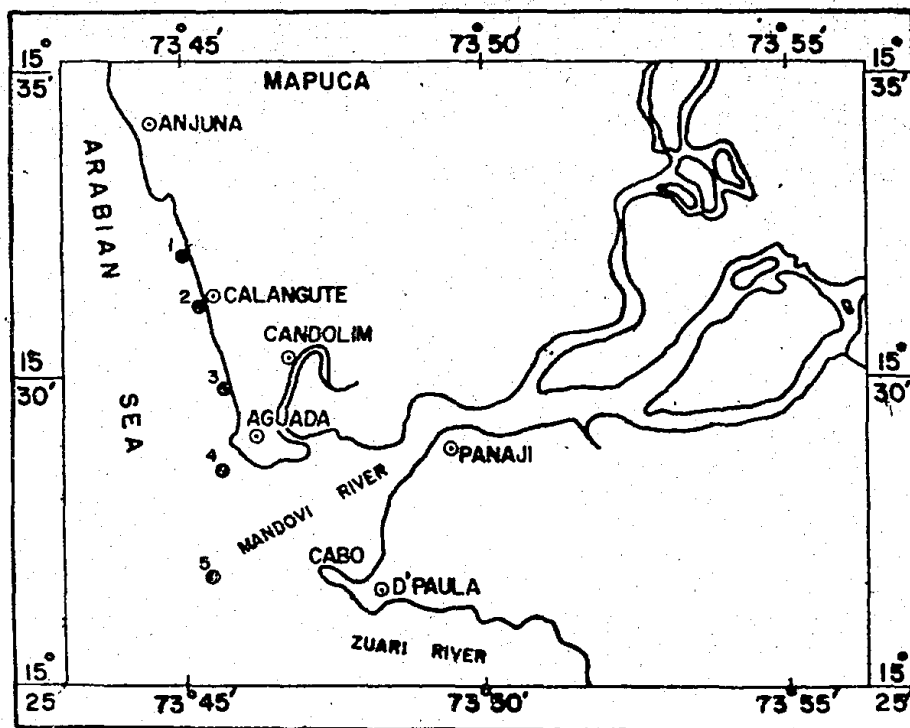 73°45' 73°50' 73°55'
15°35' 15°35'
MAPUCA
ANJUNA
ARABIAN SEA
1
2
CALANGUTE
CANDOLIM
15°30' 15°30'
3
AGUADA
4
PANAJI
MANDOVI RIVER
5
CABO
D'PAULA
ZUARI RIVER
15°25' 15°25'
73°45' 73°50' 73°55'